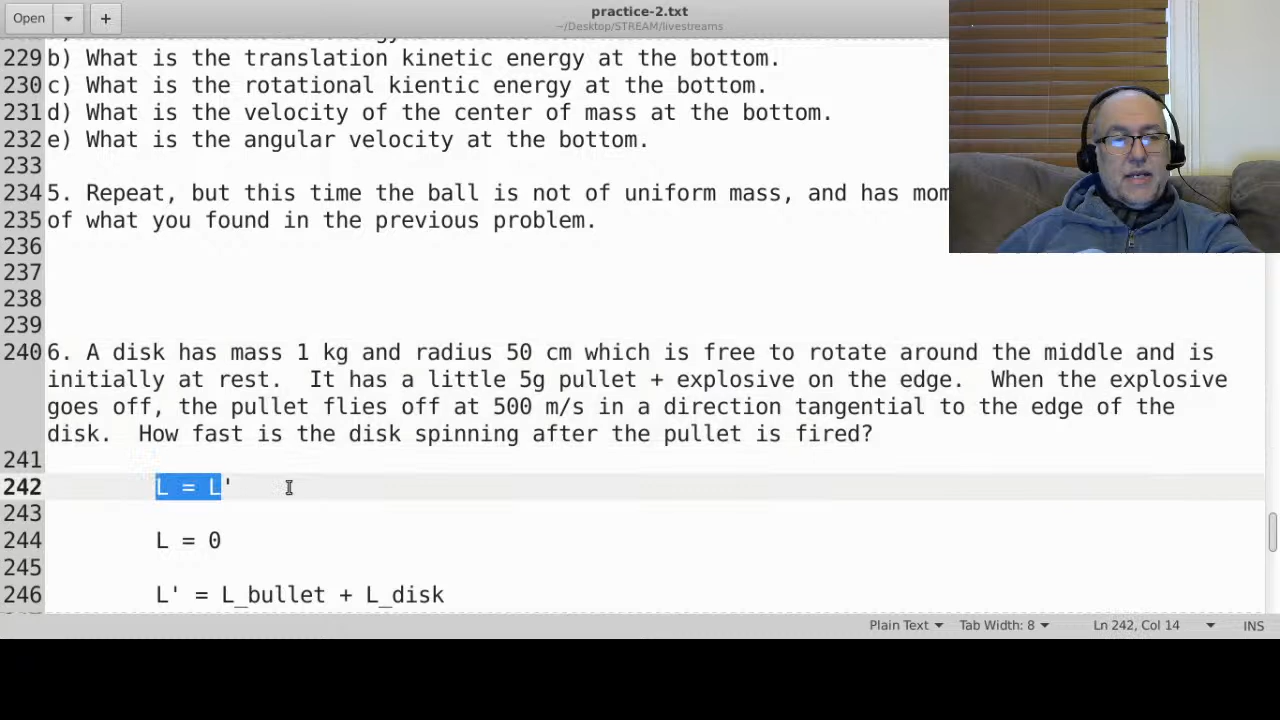 Open
practice-2.txt
~/Desktop/STREAM/livestreams
229 b) What is the translation kinetic energy at the bottom.
230 c) What is the rotational kientic energy at the bottom.
231 d) What is the velocity of the center of mass at the bottom.
232 e) What is the angular velocity at the bottom.
233
234 5. Repeat, but this time the ball is not of uniform mass, and has mom
235 of what you found in the previous problem.
236
237
238
239
240 6. A disk has mass 1 kg and radius 50 cm which is free to rotate around the middle and is
initially at rest.  It has a little 5g pullet + explosive on the edge.  When the explosive
goes off, the pullet flies off at 500 m/s in a direction tangential to the edge of the
disk.  How fast is the disk spinning after the pullet is fired?
241
242 L = L'
243
244 L = 0
245
246 L' = L_bullet + L_disk
Plain Text Tab Width: 8 Ln 242, Col 14 INS